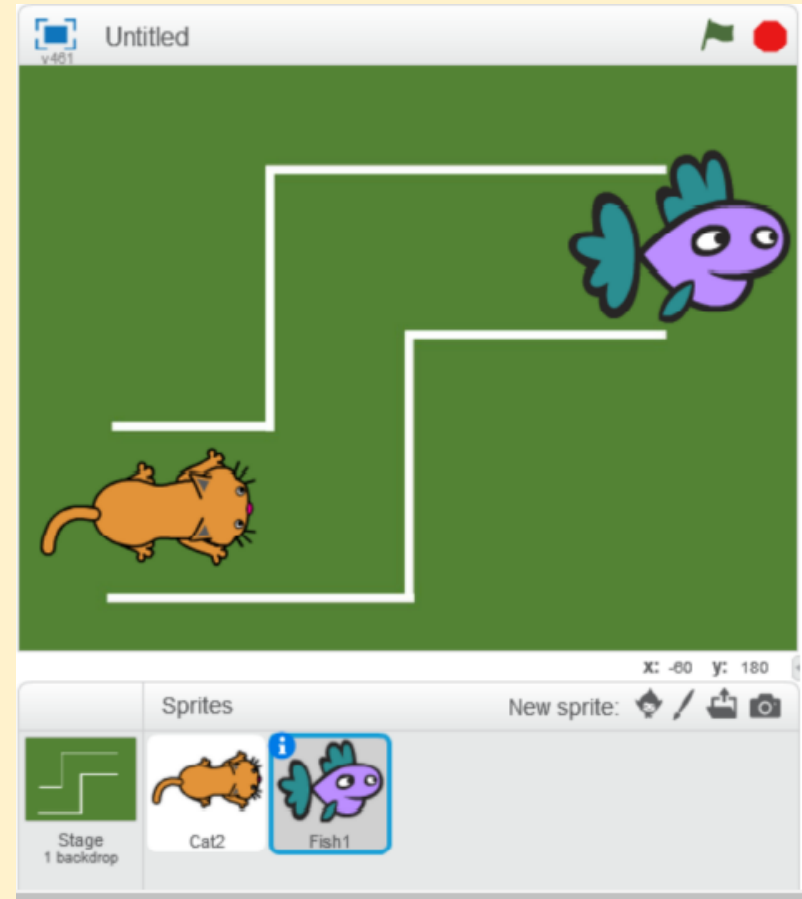 Untitled
v461
x: -60 y: 180
Sprites
New sprite:
Stage
1 backdrop
Cat2
Fish1